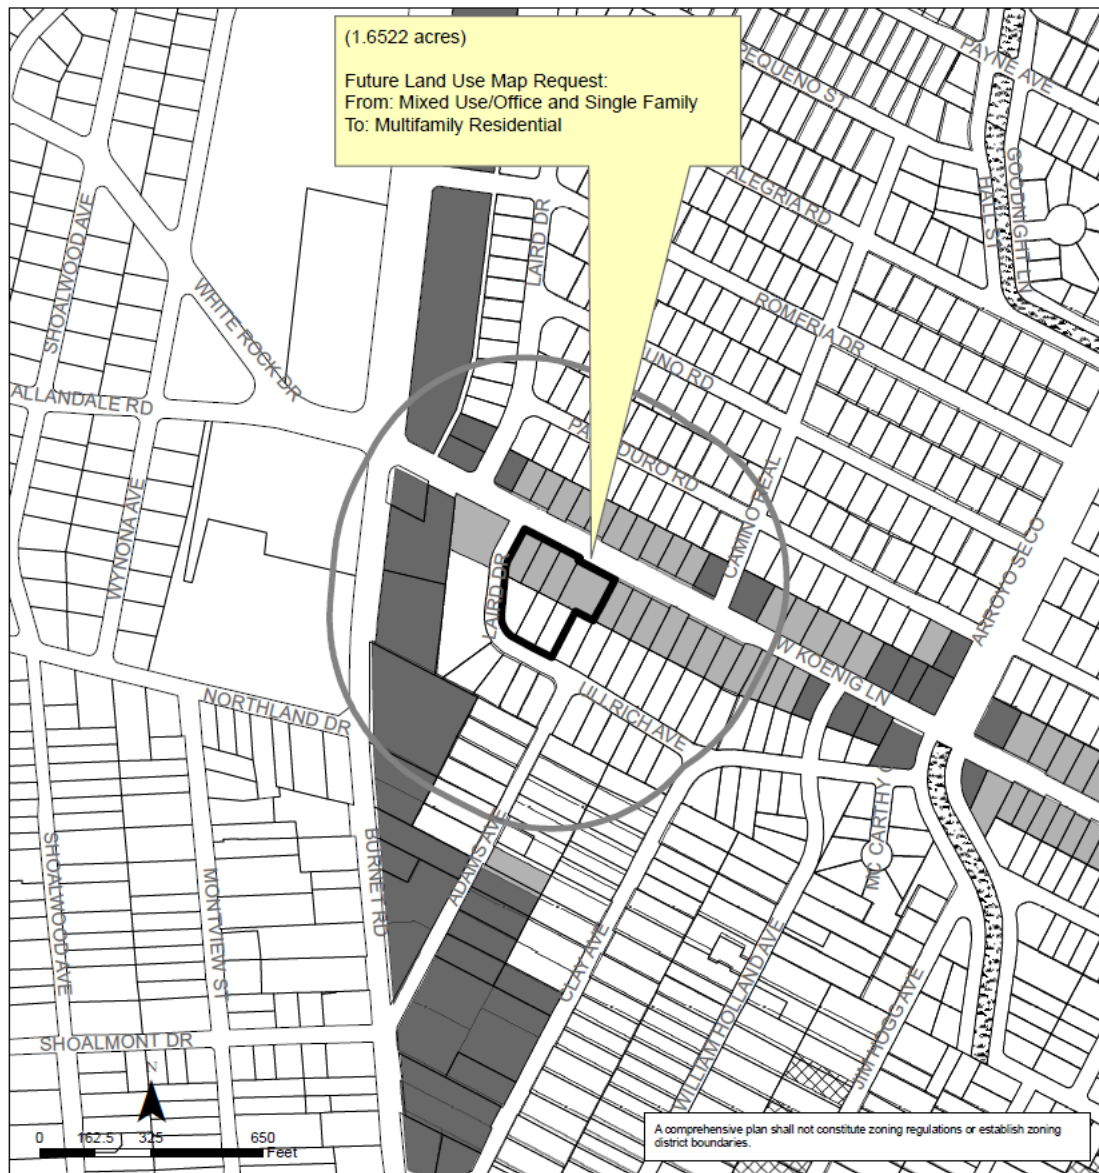 (1.6522 acres)
Future Land Use Map Request:
From: Mixed Use/Office and Single Family
To: Multifamily Residential
PAYNE AVE
PEQUENO ST
ALEGRIA RD
HALL ST
GOODNIGHT LN
SHOALWOOD AVE
LAIRD DR
WHITE ROCK DR
ROMERIA DR
ALLANDALE RD
LINO RD
PA
DURO RD
CAMINO REAL
WYNONA AVE
ARROYO SECO
LAIRD DR
W KOENIG LN
NORTHLAND DR
ULLRICH AVE
MC CARTHY C
SHOALWOOD AVE
MONTVIEW ST
BURNET RD
ADAMS AVE
CLAY AVE
WILLIAM HOLLAND AVE
JIM HOGG AVE
SHOALMONT DR
N
0 162.5 325 650
Feet
A comprehensive plan shall not constitute zoning regulations or establish zoning
district boundaries.